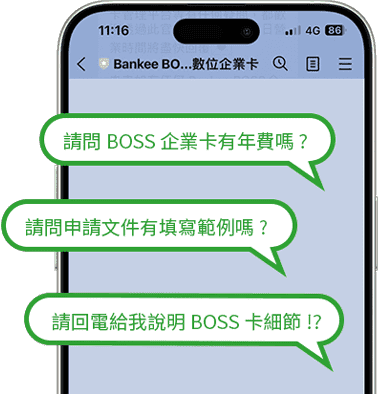 11:16 4G 86
Bankee BO...數位企業卡
請問 BOSS 企業卡有年費嗎？
請問申請文件有填寫範例嗎？
請回電給我說明 BOSS 卡細節 !?